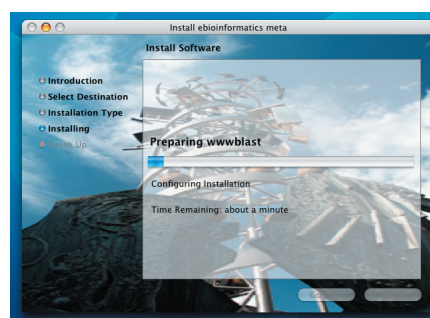 Install ebioinformatics meta
Install Software
Introduction
Select Destination
Installation Type
Installing
Preparing wwwblast
Configuring Installation
Time Remaining: about a minute
Go